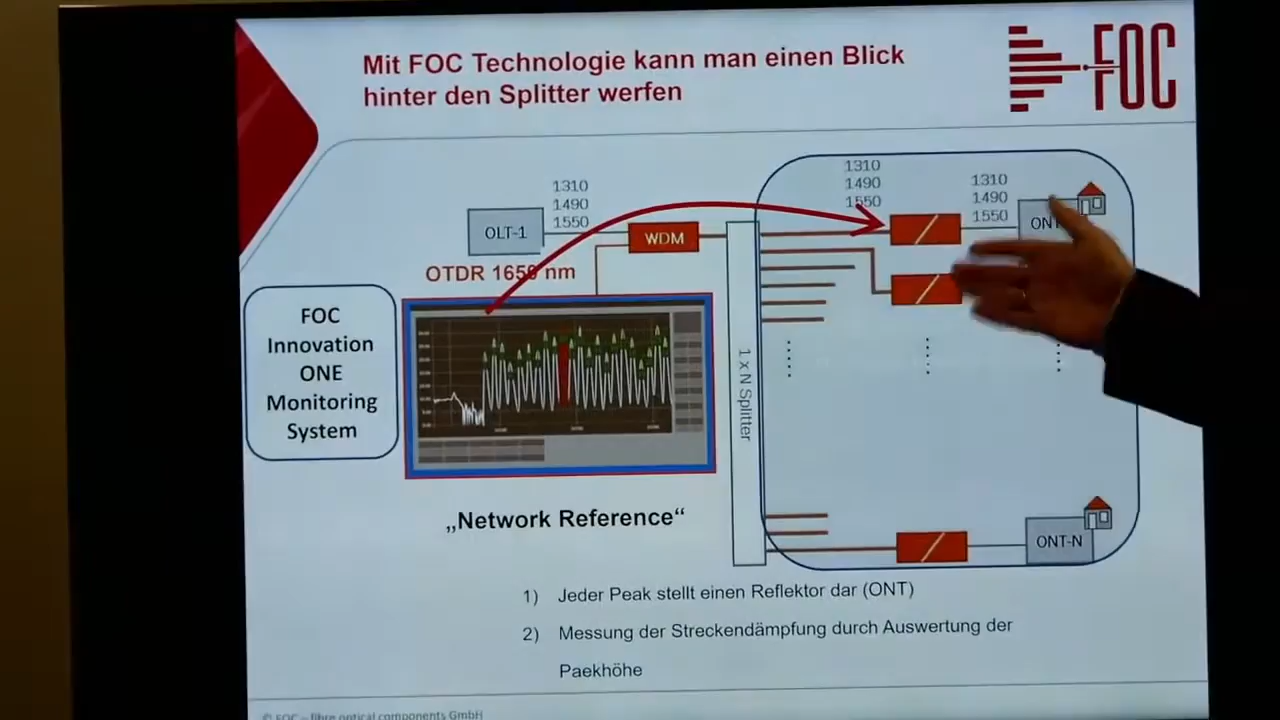 Mit FOC Technologie kann man einen Blick
hinter den Splitter werfen
FOC
1310
1490
1550
OLT-1
WDM
OTDR 1650 nm
1310
1490
1550
1310
1490
1550
ONT
FOC
Innovation
ONE
Monitoring
System
1 x N Splitter
„Network Reference“
ONT-N
1) Jeder Peak stellt einen Reflektor dar (ONT)
2) Messung der Streckendämpfung durch Auswertung der
Paekhöhe
© FOC – fibre optical components GmbH